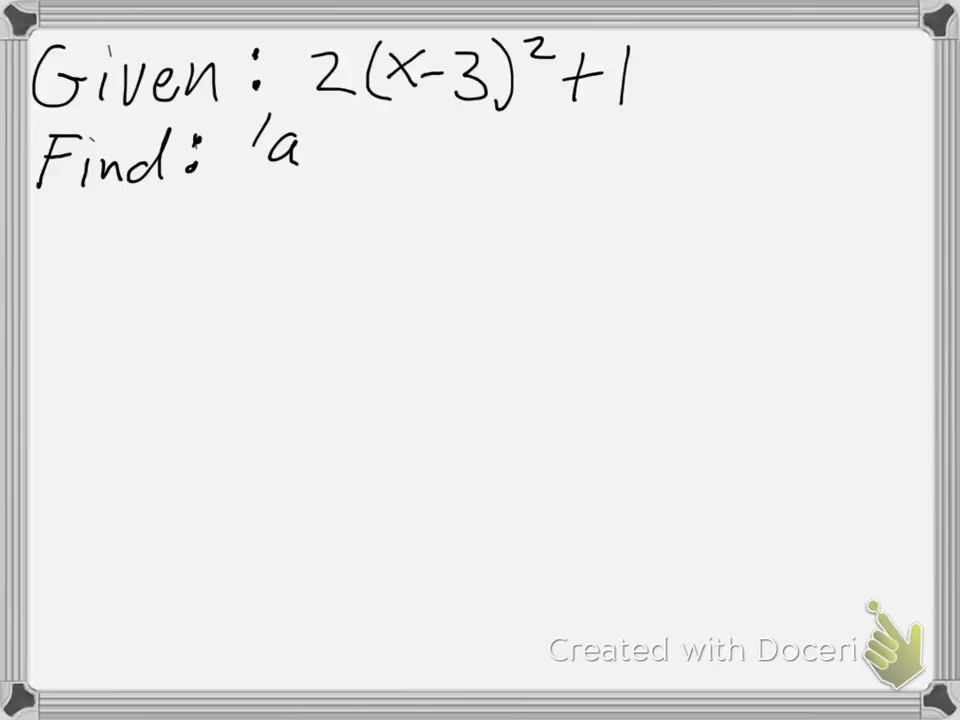 Given: 2(x-3)²+1
Find: 'a
Created with Doceri